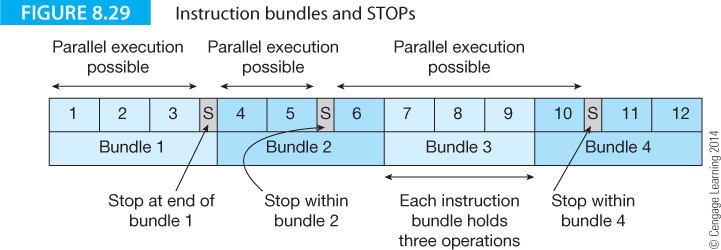 FIGURE 8.29 Instruction bundles and STOPs
Parallel execution
possible
Parallel execution
possible
Parallel execution
possible
1 2 3 S 4 5 S 6 7 8 9 10 S 11 12
Bundle 1 Bundle 2 Bundle 3 Bundle 4
Stop at end of
bundle 1
Stop within
bundle 2
Each instruction
bundle holds
three operations
Stop within
bundle 4
© Cengage Learning 2014